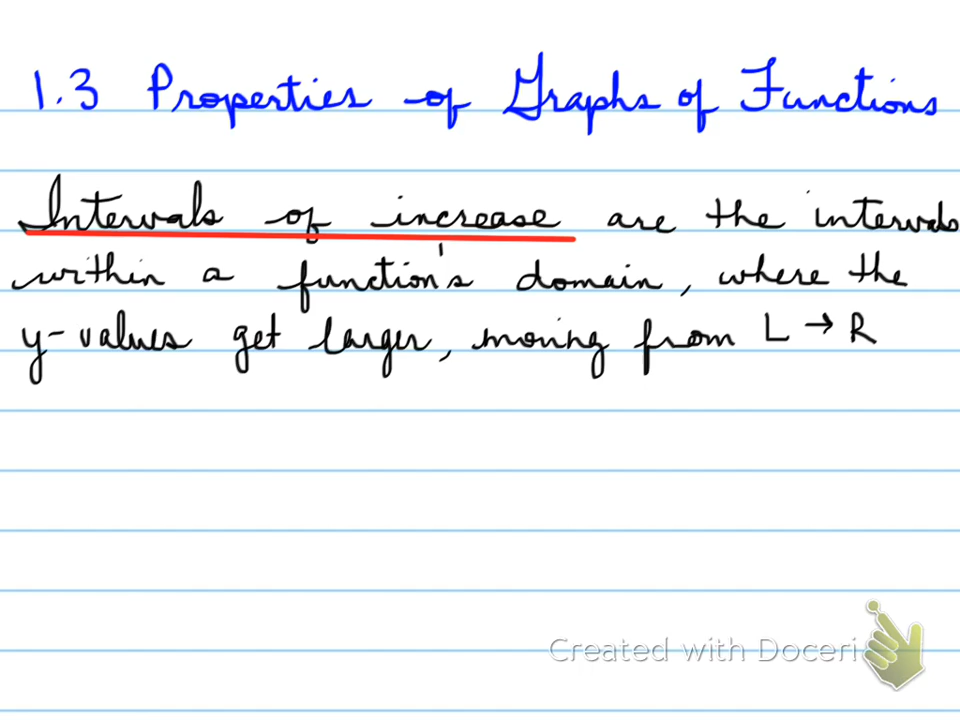 1.3 Properties of Graphs of Functions
Intervals of increase are the intervals
within a function's domain, where the
y-values get larger, moving from L → R
Created with Doceri